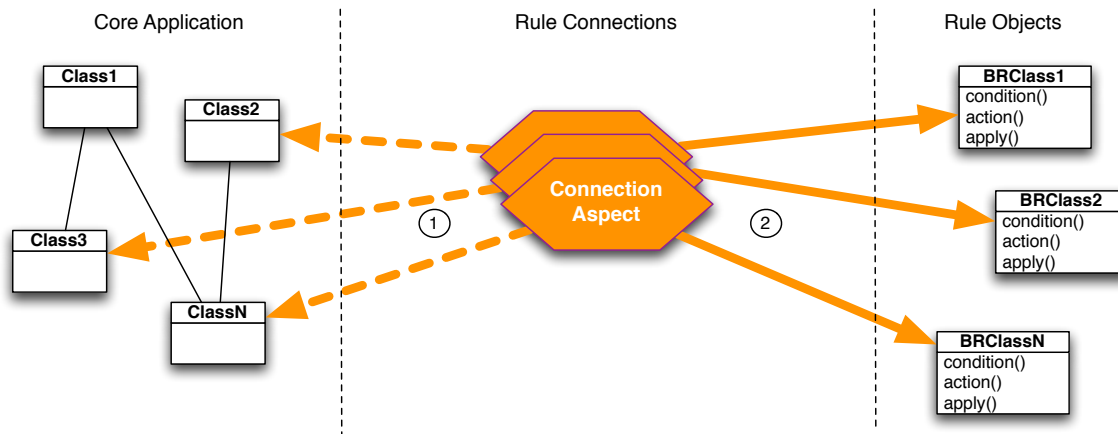 Core Application
Rule Connections
Rule Objects
Class1
Class2
Class3
ClassN
1
Connection
Aspect
2
BRClass1
condition()
action()
apply()
BRClass2
condition()
action()
apply()
BRClassN
condition()
action()
apply()